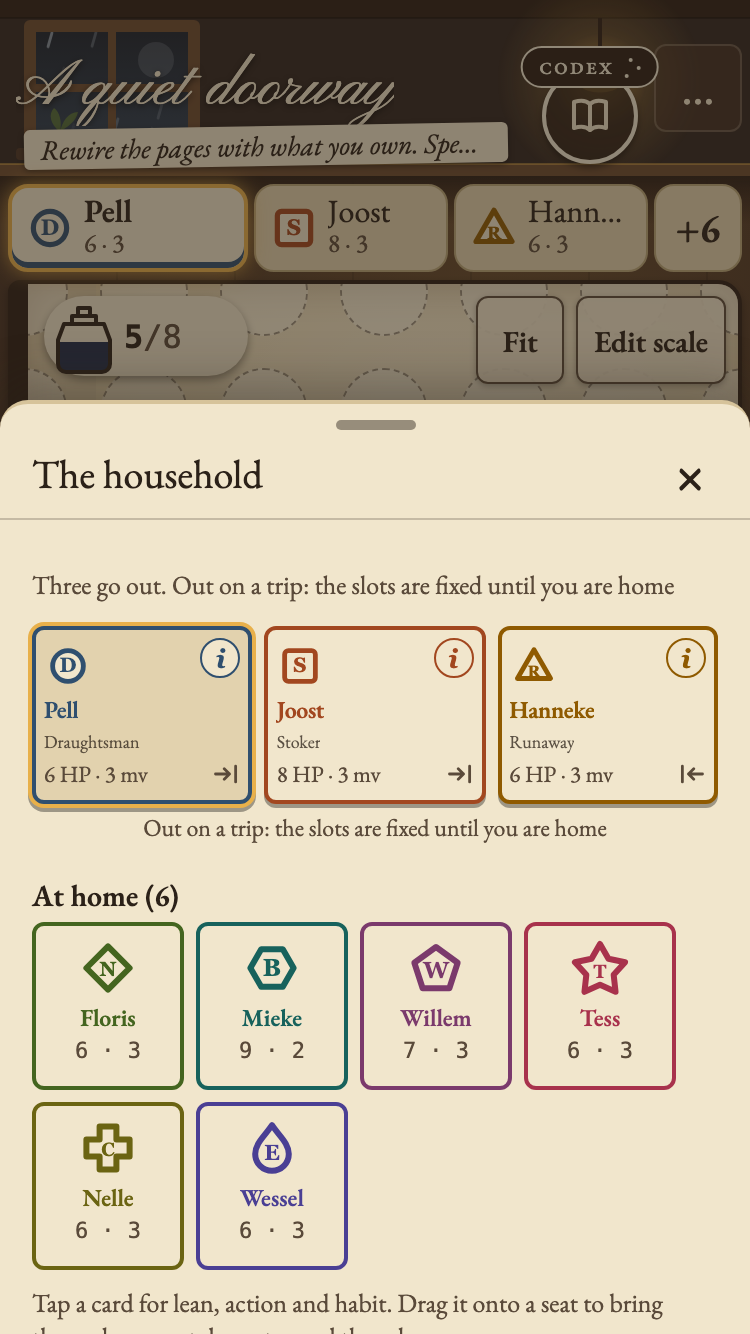 A quiet doorway
CODEX
...
Rewire the pages with what you own. Spe...
D Pell
6 · 3
S Joost
8 · 3
R Hann...
6 · 3
+6
5/8
Fit
Edit scale
The household
Three go out. Out on a trip: the slots are fixed until you are home
D i
Pell
Draughtsman
6 HP · 3 mv
S i
Joost
Stoker
8 HP · 3 mv
R i
Hanneke
Runaway
6 HP · 3 mv
Out on a trip: the slots are fixed until you are home
At home (6)
N
Floris
6 · 3
B
Mieke
9 · 2
W
Willem
7 · 3
T
Tess
6 · 3
C
Nelle
6 · 3
E
Wessel
6 · 3
Tap a card for lean, action and habit. Drag it onto a seat to bring